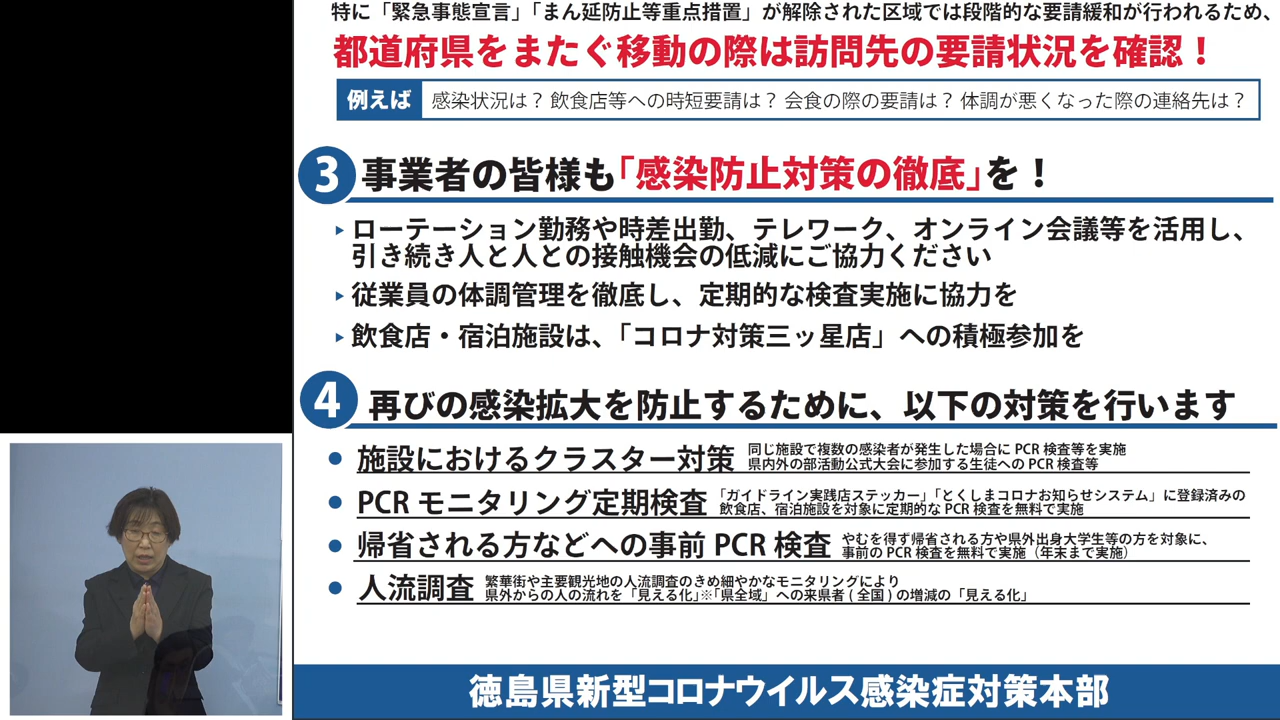 特に「緊急事態宣言」「まん延防止等重点措置」が解除された区域では段階的な要請緩和が行われるため、
都道府県をまたぐ移動の際は訪問先の要請状況を確認！
例えば 感染状況は？飲食店等への時短要請は？会食の際の要請は？体調が悪くなった際の連絡先は？
3 事業者の皆様も「感染防止対策の徹底」を！
▸ローテーション勤務や時差出勤、テレワーク、オンライン会議等を活用し、
引き続き人と人との接触機会の低減にご協力ください
▸従業員の体調管理を徹底し、定期的な検査実施に協力を
▸飲食店・宿泊施設は、「コロナ対策三ッ星店」への積極参加を
4 再びの感染拡大を防止するために、以下の対策を行います
● 施設におけるクラスター対策 同じ施設で複数の感染者が発生した場合に PCR 検査等を実施
県内外の部活動公式大会に参加する生徒への PCR 検査等
● PCR モニタリング定期検査 「ガイドライン実践店ステッカー」「とくしまコロナお知らせシステム」に登録済みの
飲食店、宿泊施設を対象に定期的な PCR 検査を無料で実施
● 帰省される方などへの事前 PCR 検査 やむを得ず帰省される方や県外出身大学生等の方を対象に、
事前の PCR 検査を無料で実施（年末まで実施）
● 人流調査 繁華街や主要観光地の人流調査のきめ細やかなモニタリングにより
県外からの人の流れを「見える化」※「県全域」への来県者 ( 全国 ) の増減の「見える化」
徳島県新型コロナウイルス感染症対策本部